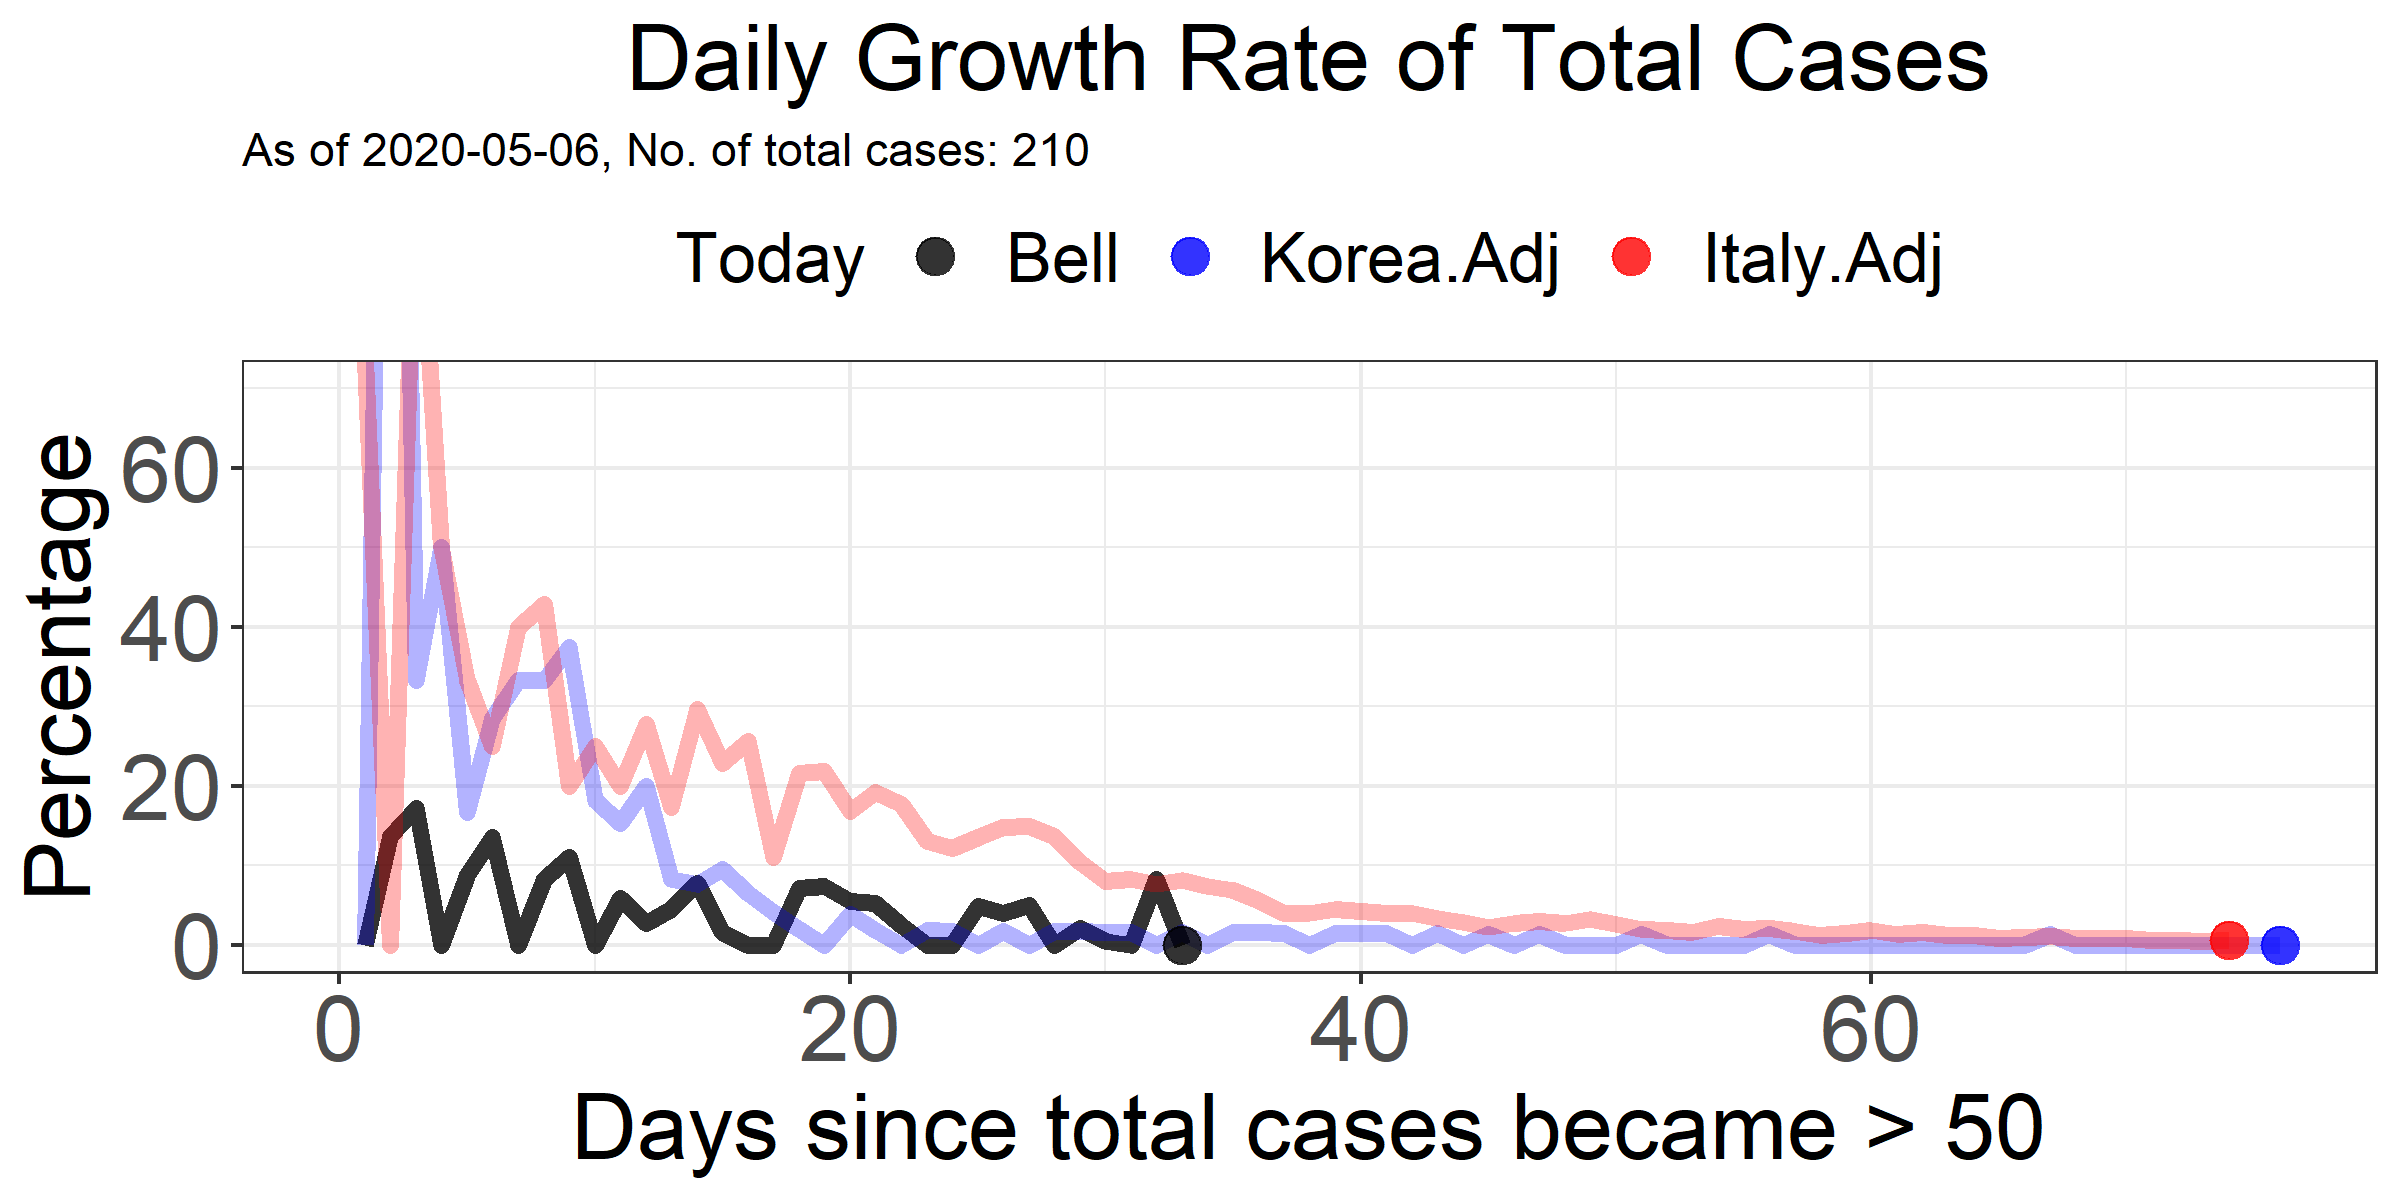 Daily Growth Rate of Total Cases
As of 2020-05-06, No. of total cases: 210
Today Bell Korea.Adj Italy.Adj
Percentage
60
40
20
0
0 20 40 60
Days since total cases became > 50